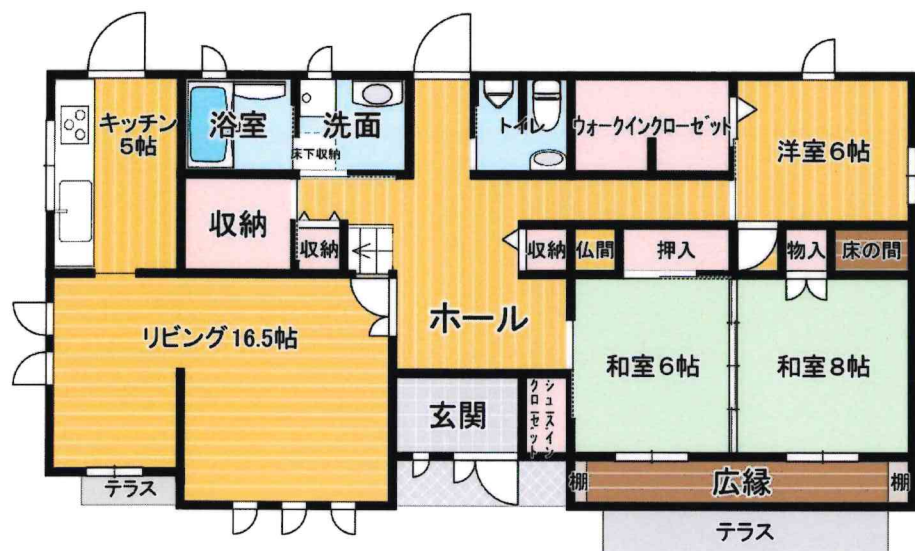 キッチン
5帖
浴室
洗面
床下収納
トイレ
ウォークインクローゼット
洋室6帖
収納
収納
収納
仏間
押入
物入
床の間
リビング16.5帖
ホール
和室6帖
和室8帖
玄関
シューズイン
クロゼット
テラス
棚
広縁
棚
テラス